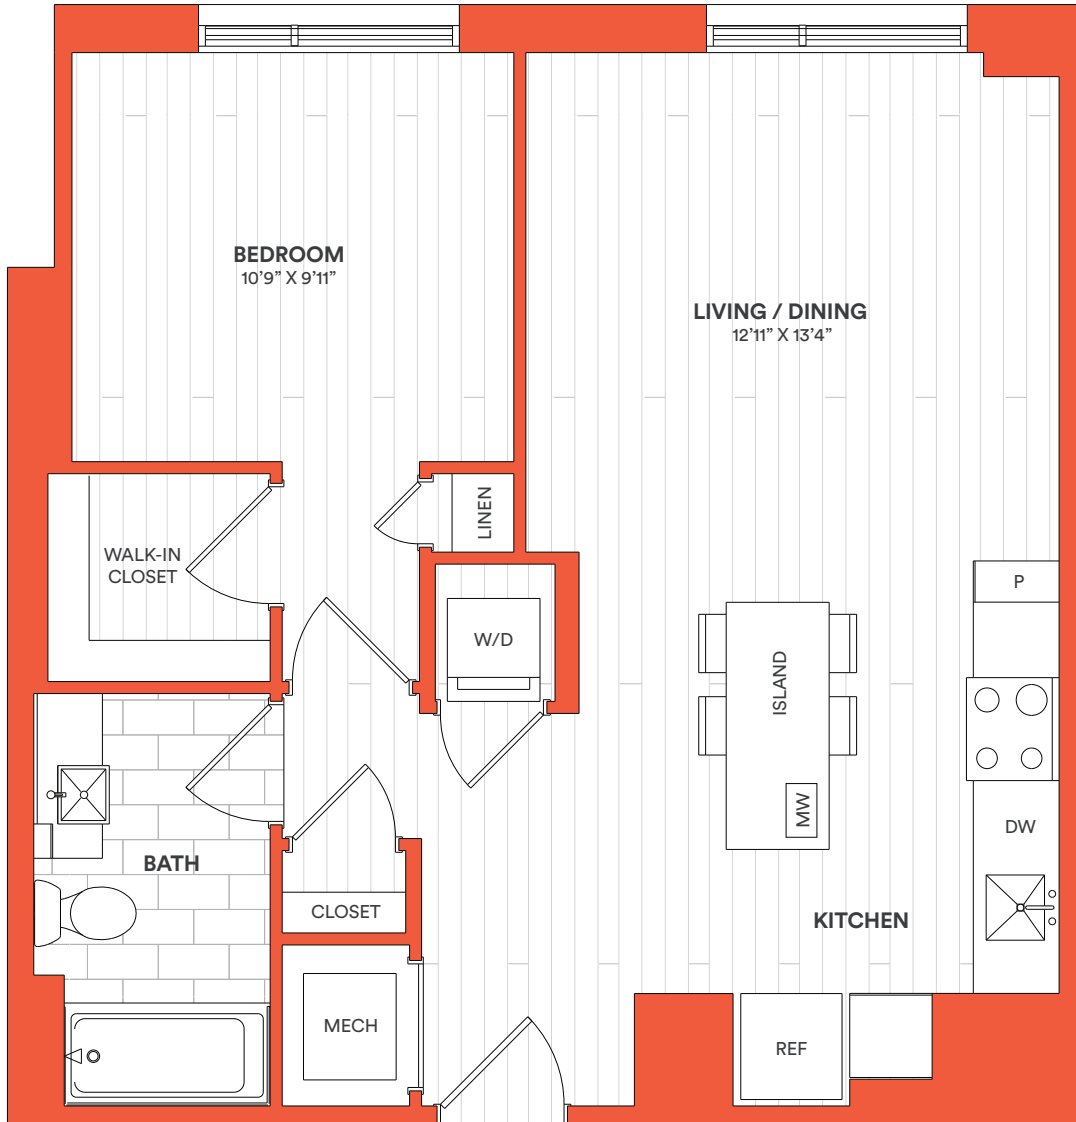 BEDROOM
10’9” X 9’11”
LIVING / DINING
12’11” X 13’4”
LINEN
WALK-IN
CLOSET
P
W/D
ISLAND
MW
DW
BATH
CLOSET
KITCHEN
MECH
REF